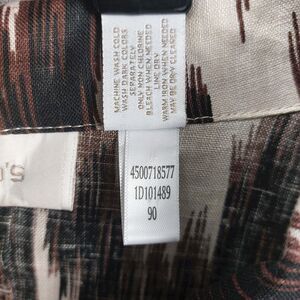 MACHINE WASH COLD
WASH DARK COLORS
SEPARATELY
ONLY NON CHLORINE
BLEACH WHEN NEEDED
LINE DRY
WARM IRON WHEN NEEDED
MAY BE DRY CLEANED
4500718577
1D101489
90